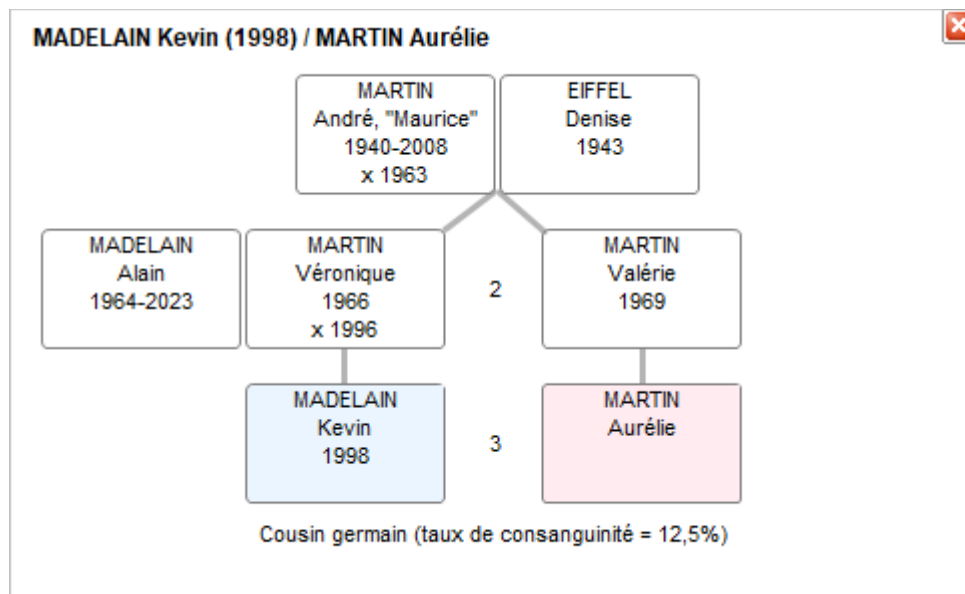 MADELAIN Kevin (1998) / MARTIN Aurélie
MARTIN
André, "Maurice"
1940-2008
x 1963
EIFFEL
Denise
1943
MADELAIN
Alain
1964-2023
MARTIN
Véronique
1966
x 1996
2
MARTIN
Valérie
1969
MADELAIN
Kevin
1998
3
MARTIN
Aurélie
Cousin germain (taux de consanguinité = 12,5%)